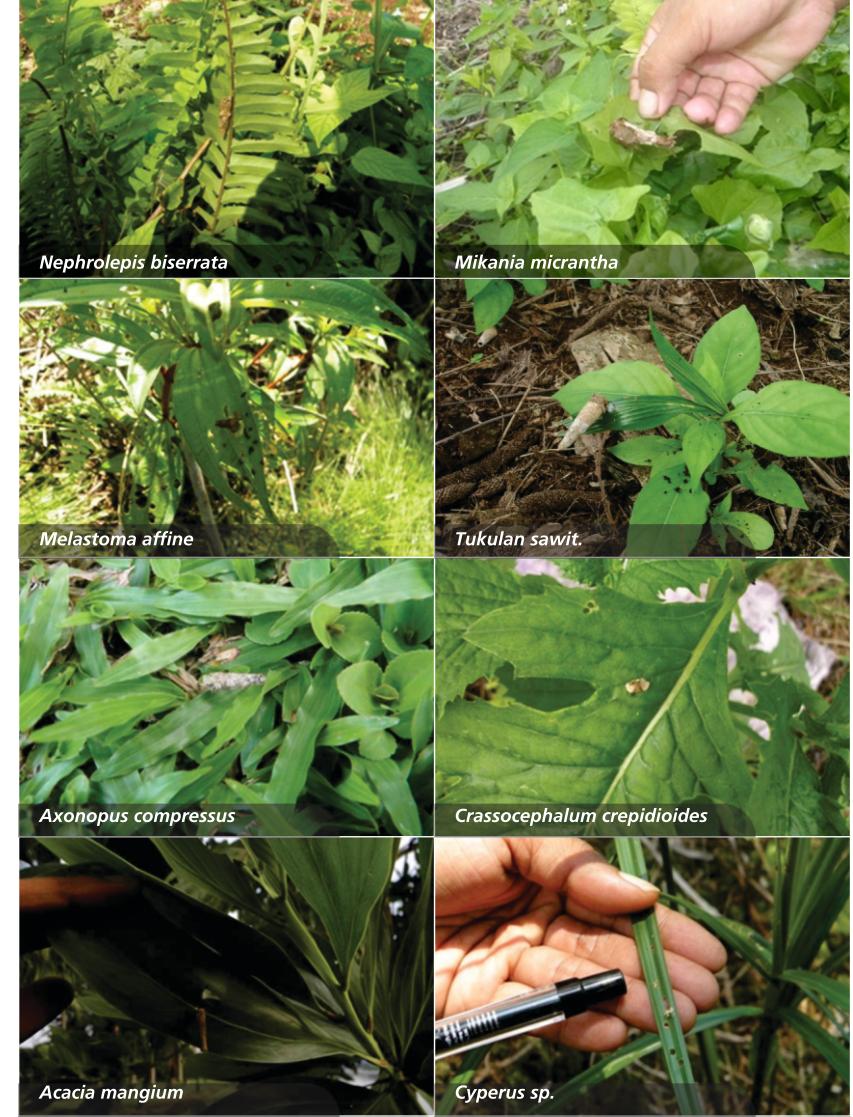 Nephrolepis biserrata
Mikania micrantha
Melastoma affine
Tukulan sawit.
Axonopus compressus
Crassocephalum crepidioides
Acacia mangium
Cyperus sp.